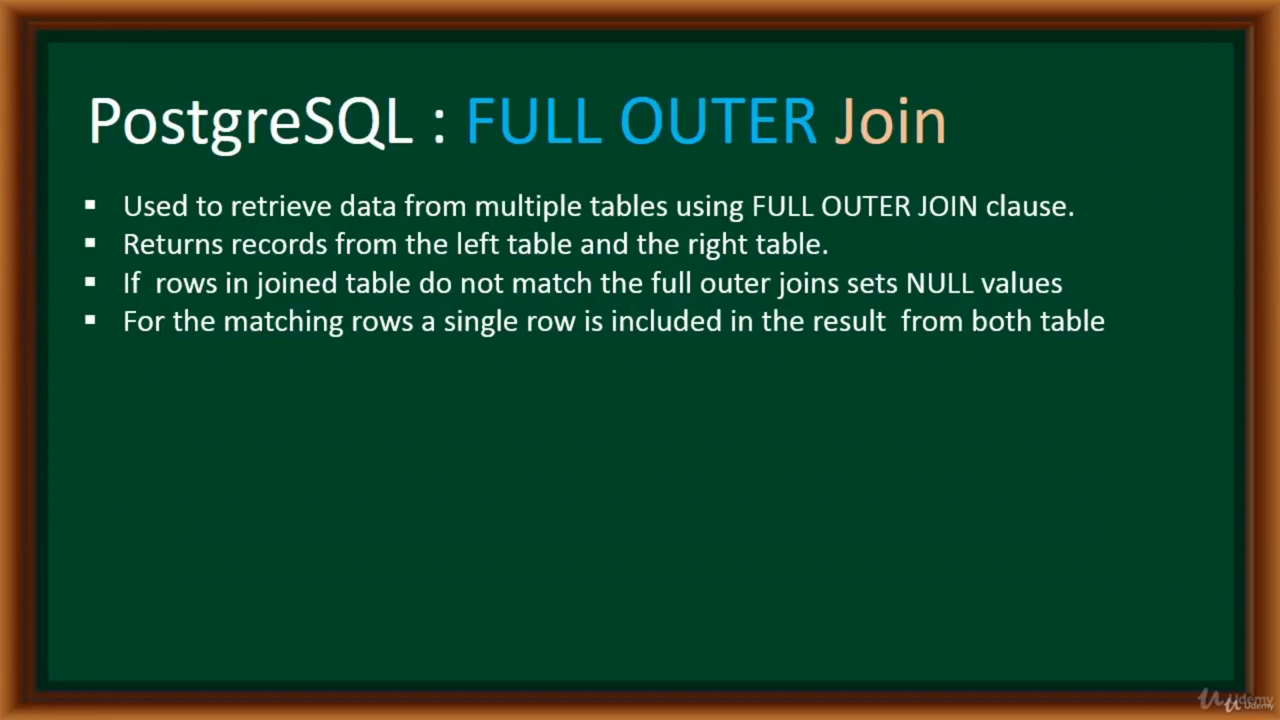 PostgreSQL : FULL OUTER Join
▪ Used to retrieve data from multiple tables using FULL OUTER JOIN clause.
▪ Returns records from the left table and the right table.
▪ If  rows in joined table do not match the full outer joins sets NULL values
▪ For the matching rows a single row is included in the result  from both table
Udemy
Udemy